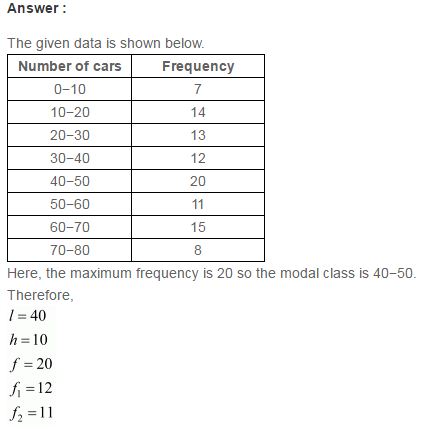 Answer :
The given data is shown below.
Number of cars Frequency
0−10 7
10−20 14
20−30 13
30−40 12
40−50 20
50−60 11
60−70 15
70−80 8
Here, the maximum frequency is 20 so the modal class is 40−50.
Therefore,
l = 40
h = 10
f = 20
f₁ = 12
f₂ = 11